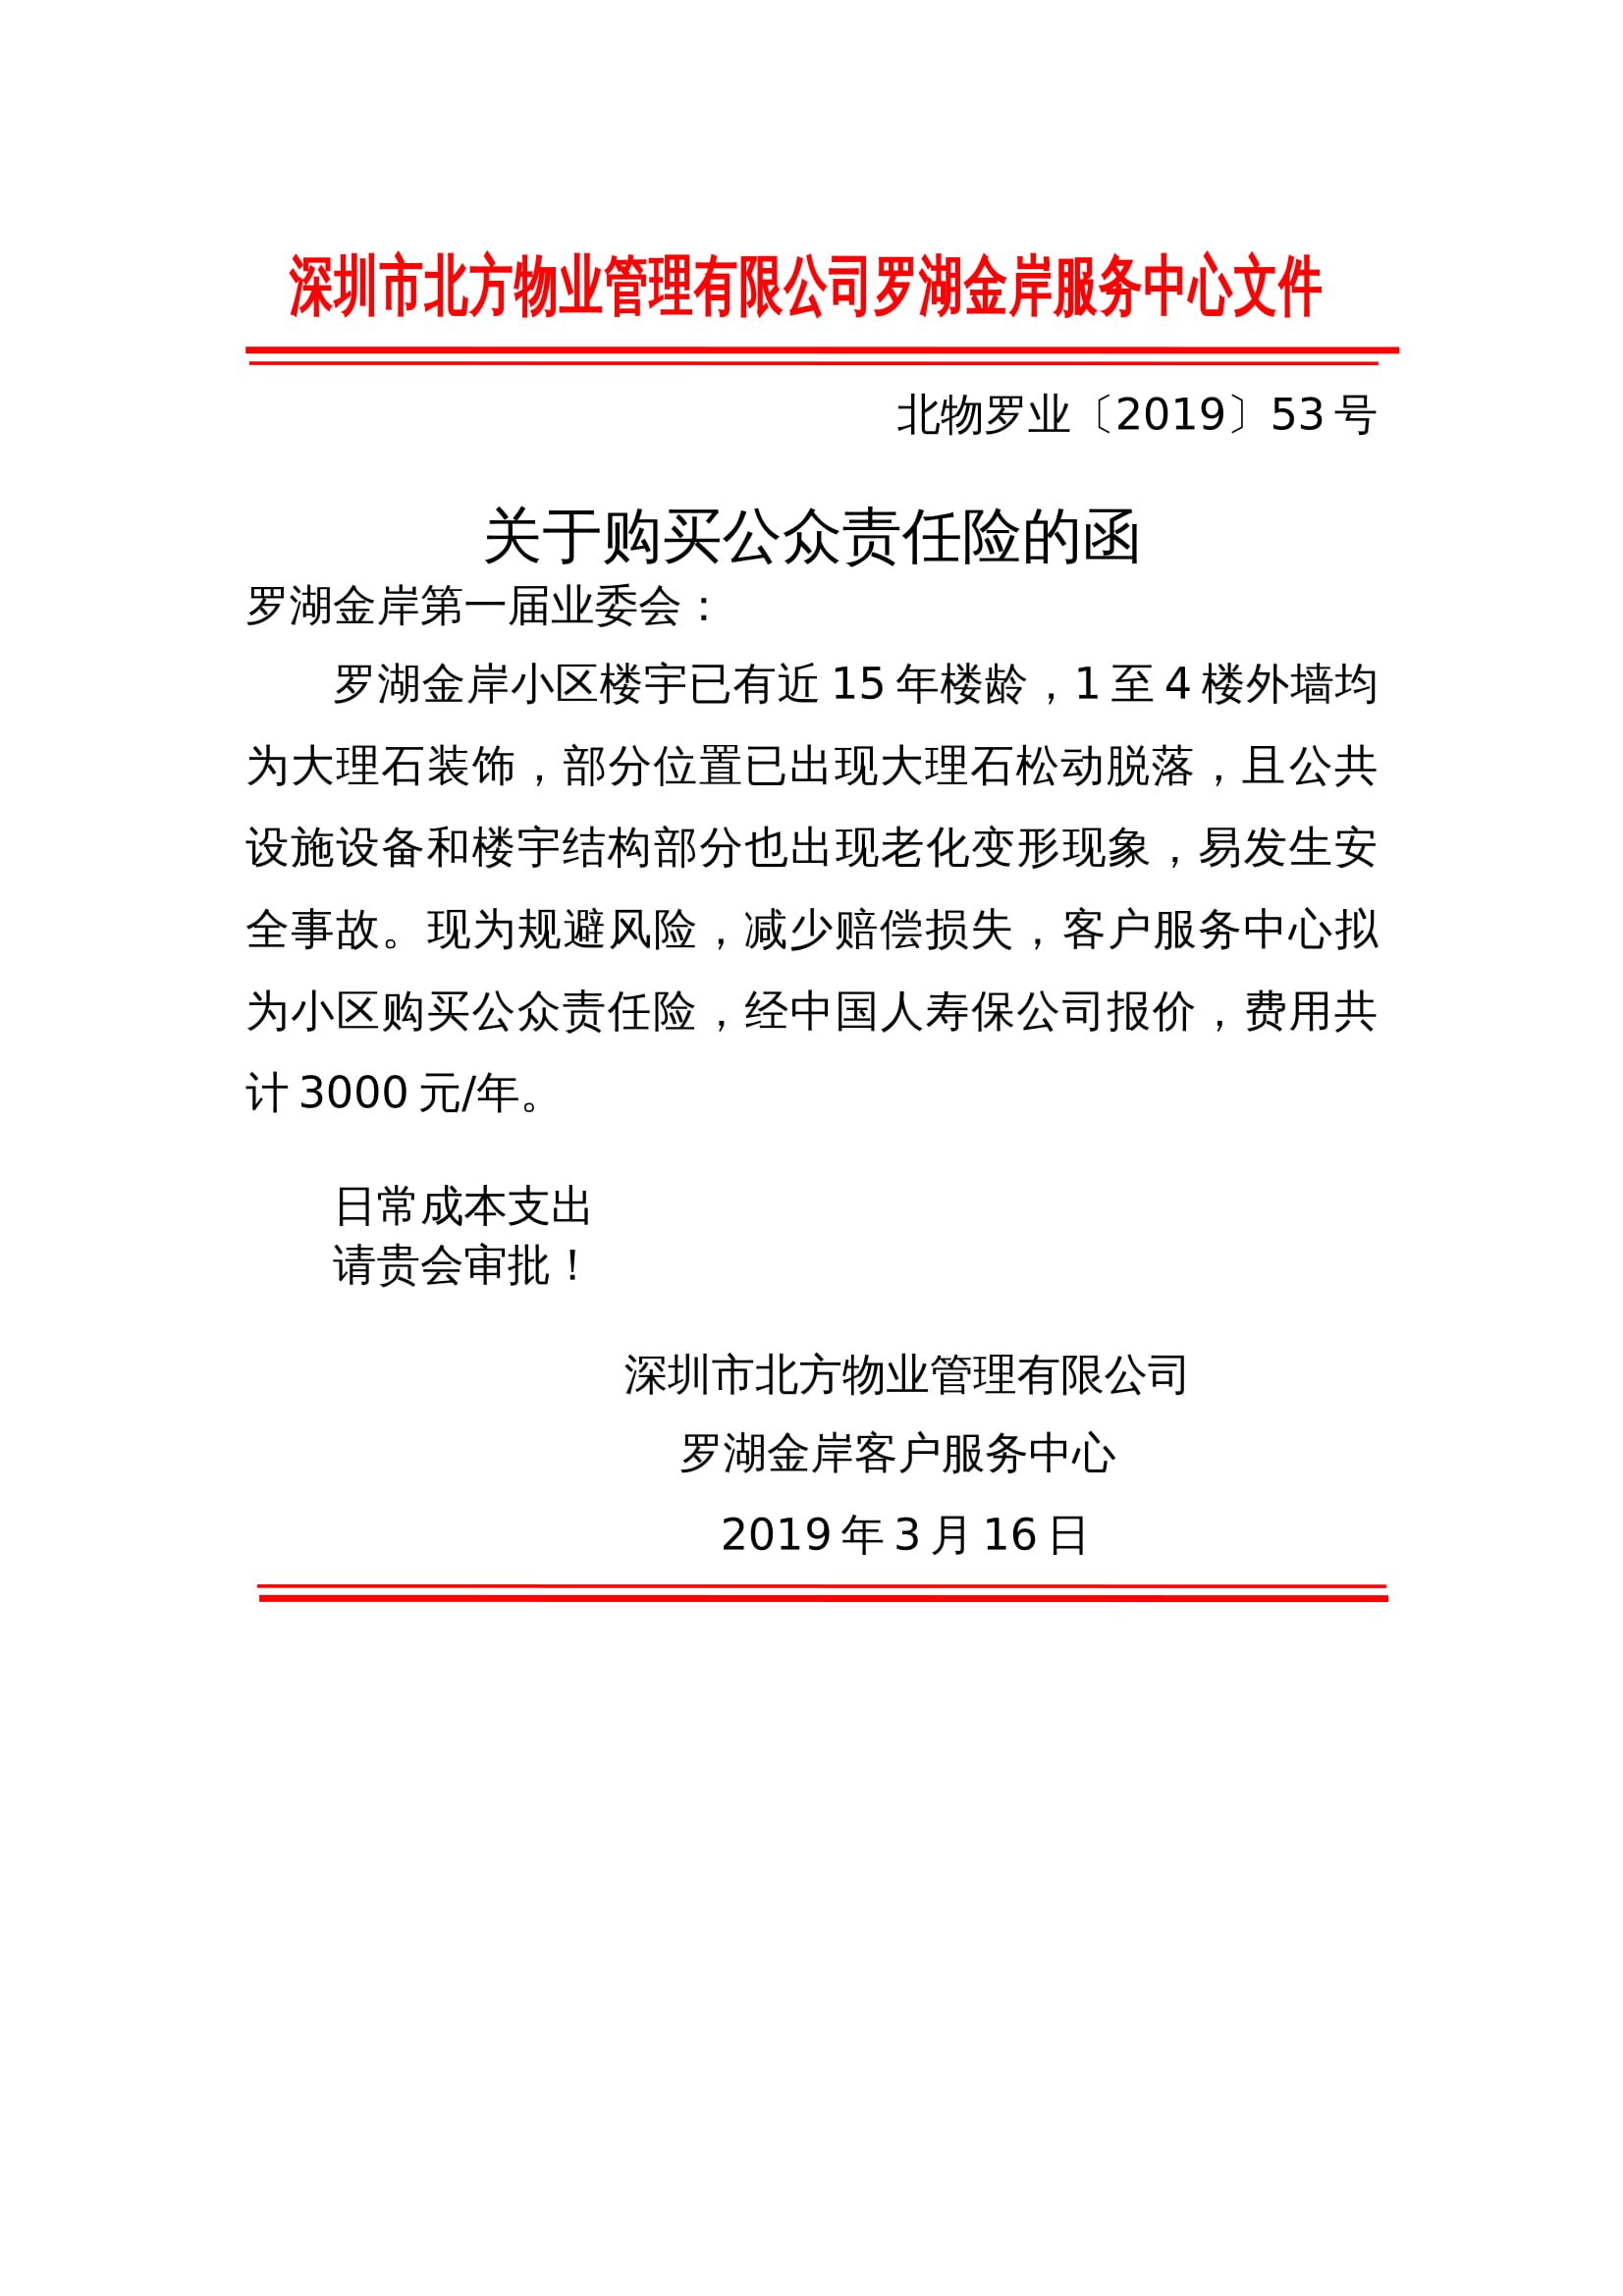 深圳市北方物业管理有限公司罗湖金岸服务中心文件
北物罗业〔2019〕53 号
关于购买公众责任险的函
罗湖金岸第一届业委会：
罗湖金岸小区楼宇已有近 15 年楼龄，1 至 4 楼外墙均
为大理石装饰，部分位置已出现大理石松动脱落，且公共
设施设备和楼宇结构部分也出现老化变形现象，易发生安
全事故。现为规避风险，减少赔偿损失，客户服务中心拟
为小区购买公众责任险，经中国人寿保公司报价，费用共
计 3000 元/年。
日常成本支出
请贵会审批！
深圳市北方物业管理有限公司
罗湖金岸客户服务中心
2019 年 3 月 16 日